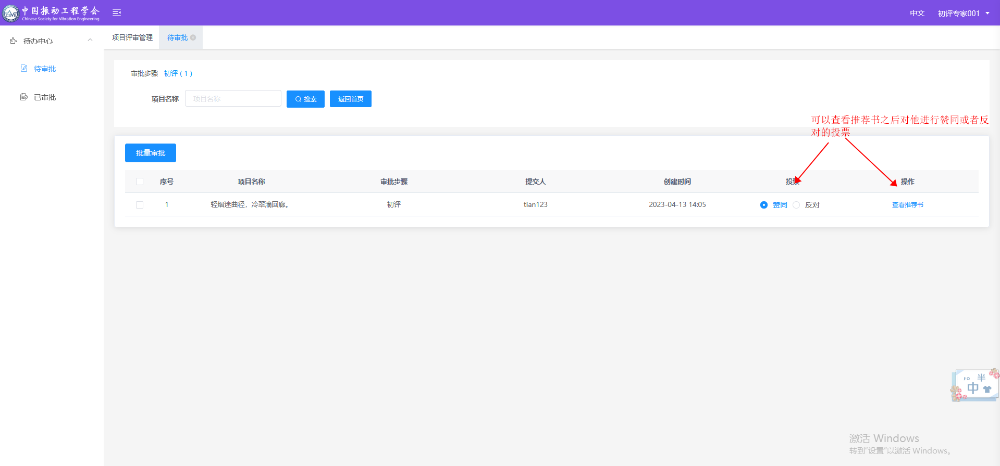 中国振动工程学会
Chinese Society for Vibration Engineering
CSVE
中文
初评专家001
待办中心
待审批
已审批
项目评审管理
待审批
审批步骤 初评 ( 1 )
项目名称 项目名称 搜索 返回首页
可以查看推荐书之后对他进行赞同或者反
对的投票
批量审批
序号 项目名称 审批步骤 提交人 创建时间 投票 操作
1 轻烟迷曲径，冷翠滴回廊。 初评 tian123 2023-04-13 14:05 赞同 反对 查看推荐书
，。半
中
激活 Windows
转到“设置”以激活 Windows。